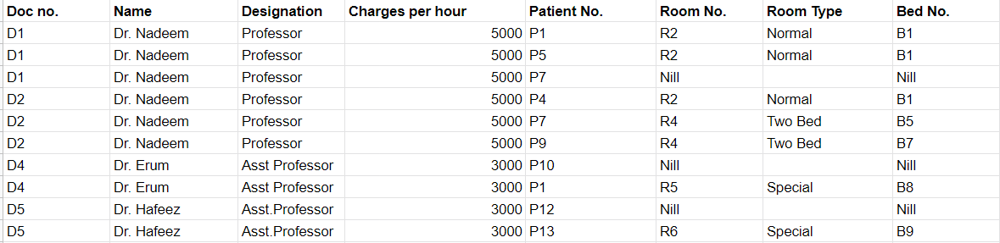 Doc no. Name Designation Charges per hour Patient No. Room No. Room Type Bed No.
D1 Dr. Nadeem Professor 5000 P1 R2 Normal B1
D1 Dr. Nadeem Professor 5000 P5 R2 Normal B1
D1 Dr. Nadeem Professor 5000 P7 Nill Nill
D2 Dr. Nadeem Professor 5000 P4 R2 Normal B1
D2 Dr. Nadeem Professor 5000 P7 R4 Two Bed B5
D2 Dr. Nadeem Professor 5000 P9 R4 Two Bed B7
D4 Dr. Erum Asst Professor 3000 P10 Nill Nill
D4 Dr. Erum Asst Professor 3000 P1 R5 Special B8
D5 Dr. Hafeez Asst.Professor 3000 P12 Nill Nill
D5 Dr. Hafeez Asst.Professor 3000 P13 R6 Special B9